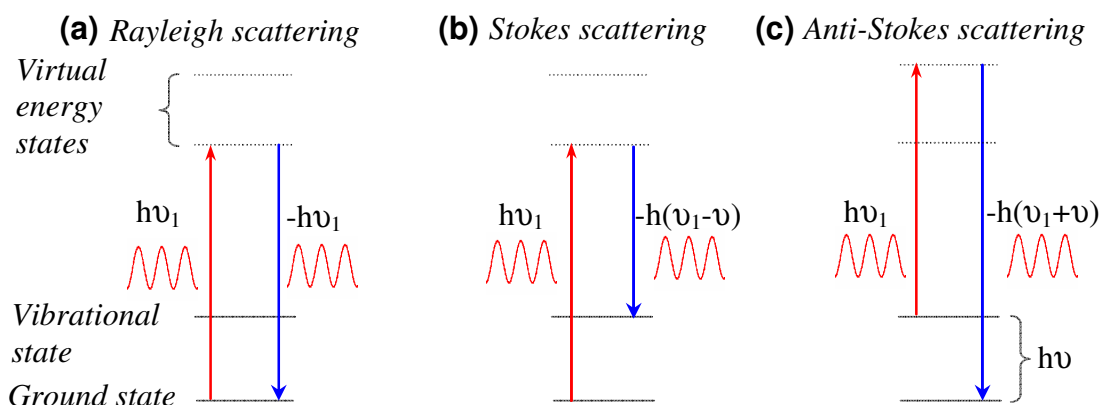 (a) Rayleigh scattering
(b) Stokes scattering
(c) Anti-Stokes scattering
Virtual
energy
states
hυ₁
-hυ₁
hυ₁
-h(υ₁-υ)
hυ₁
-h(υ₁+υ)
Vibrational
state
hυ
Ground state